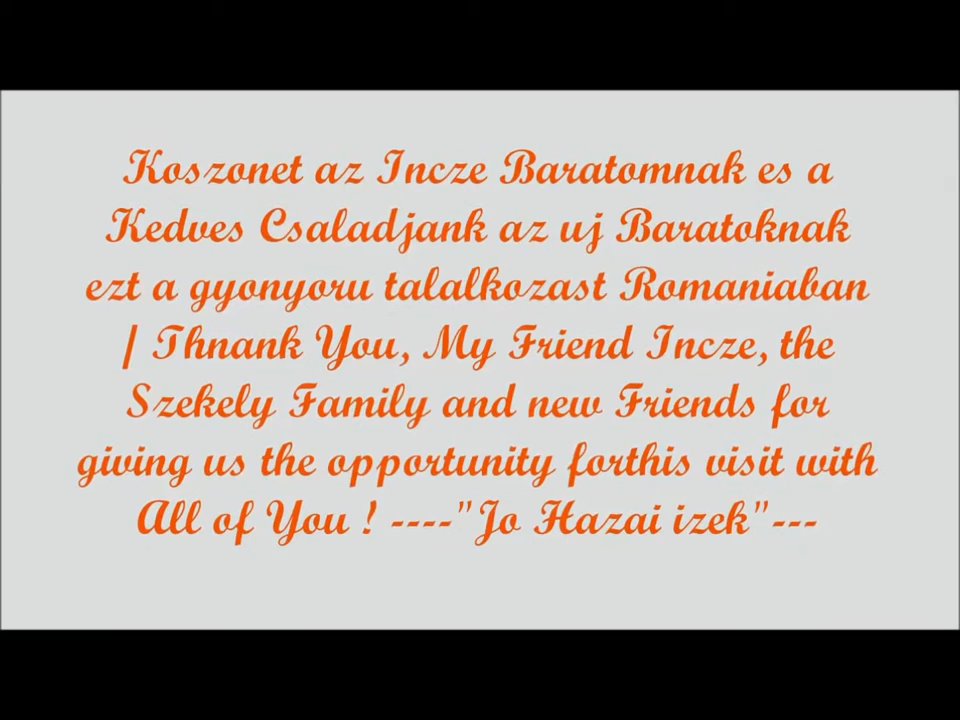 Koszonet az Incze Baratomnak es a
Kedves Csaladjank az uj Baratoknak
ezt a gyonyoru talalkozast Romaniaban
/ Thnank You, My Friend Incze, the
Szekely Family and new Friends for
giving us the opportunity forthis visit with
All of You ! ----"Jo Hazai izek"---